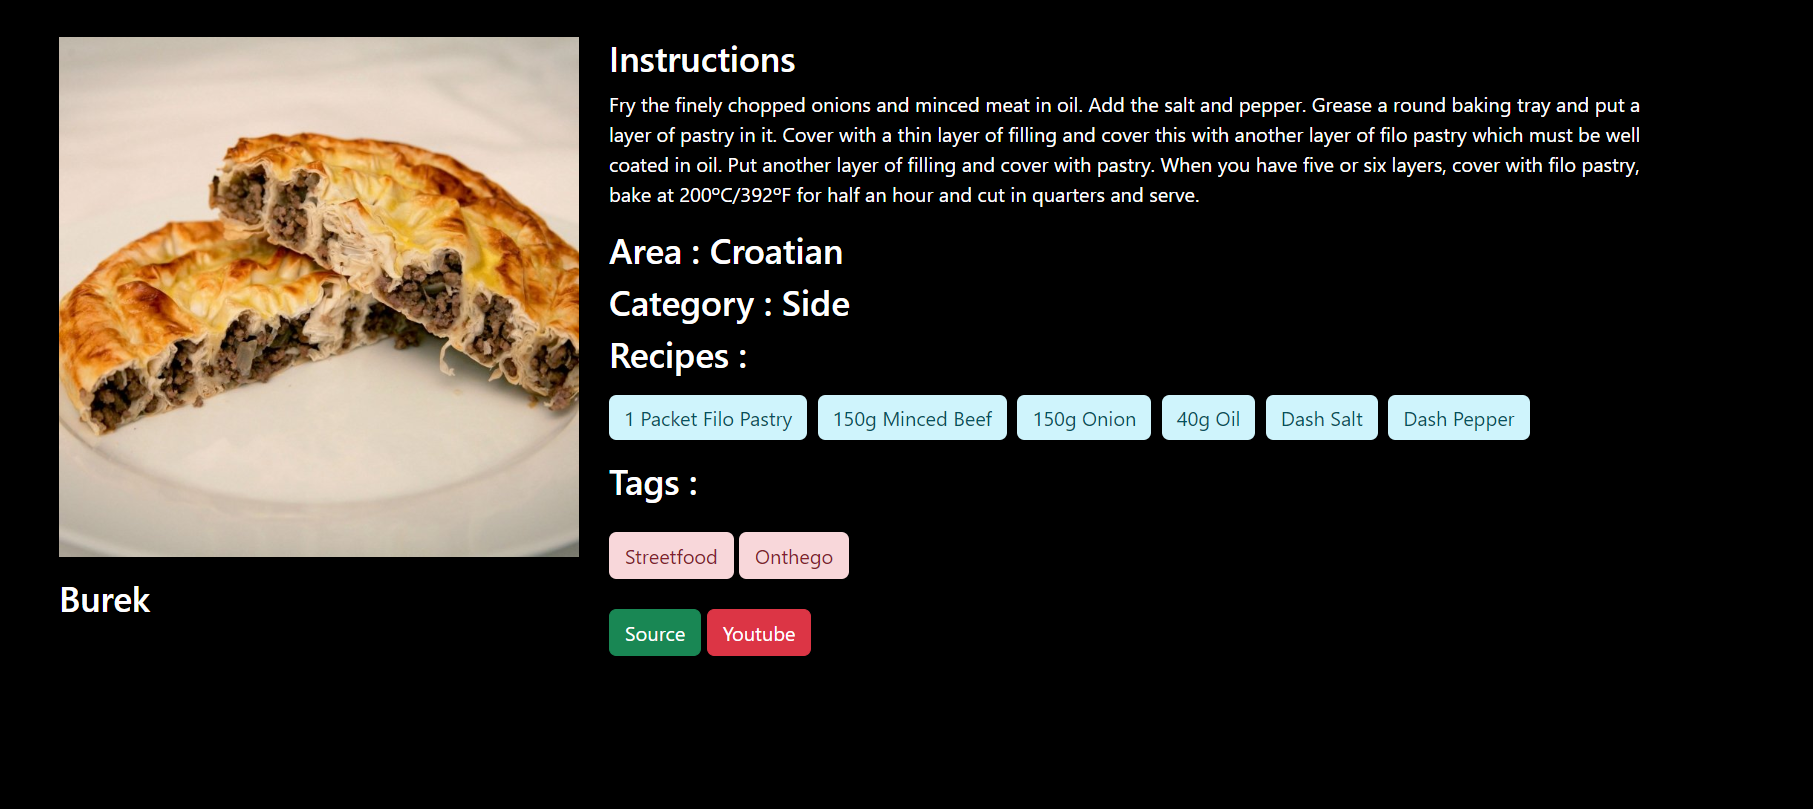 Instructions
Fry the finely chopped onions and minced meat in oil. Add the salt and pepper. Grease a round baking tray and put a
layer of pastry in it. Cover with a thin layer of filling and cover this with another layer of filo pastry which must be well
coated in oil. Put another layer of filling and cover with pastry. When you have five or six layers, cover with filo pastry,
bake at 200ºC/392ºF for half an hour and cut in quarters and serve.
Area : Croatian
Category : Side
Recipes :
1 Packet Filo Pastry 150g Minced Beef 150g Onion 40g Oil Dash Salt Dash Pepper
Tags :
Streetfood Onthego
Burek
Source Youtube